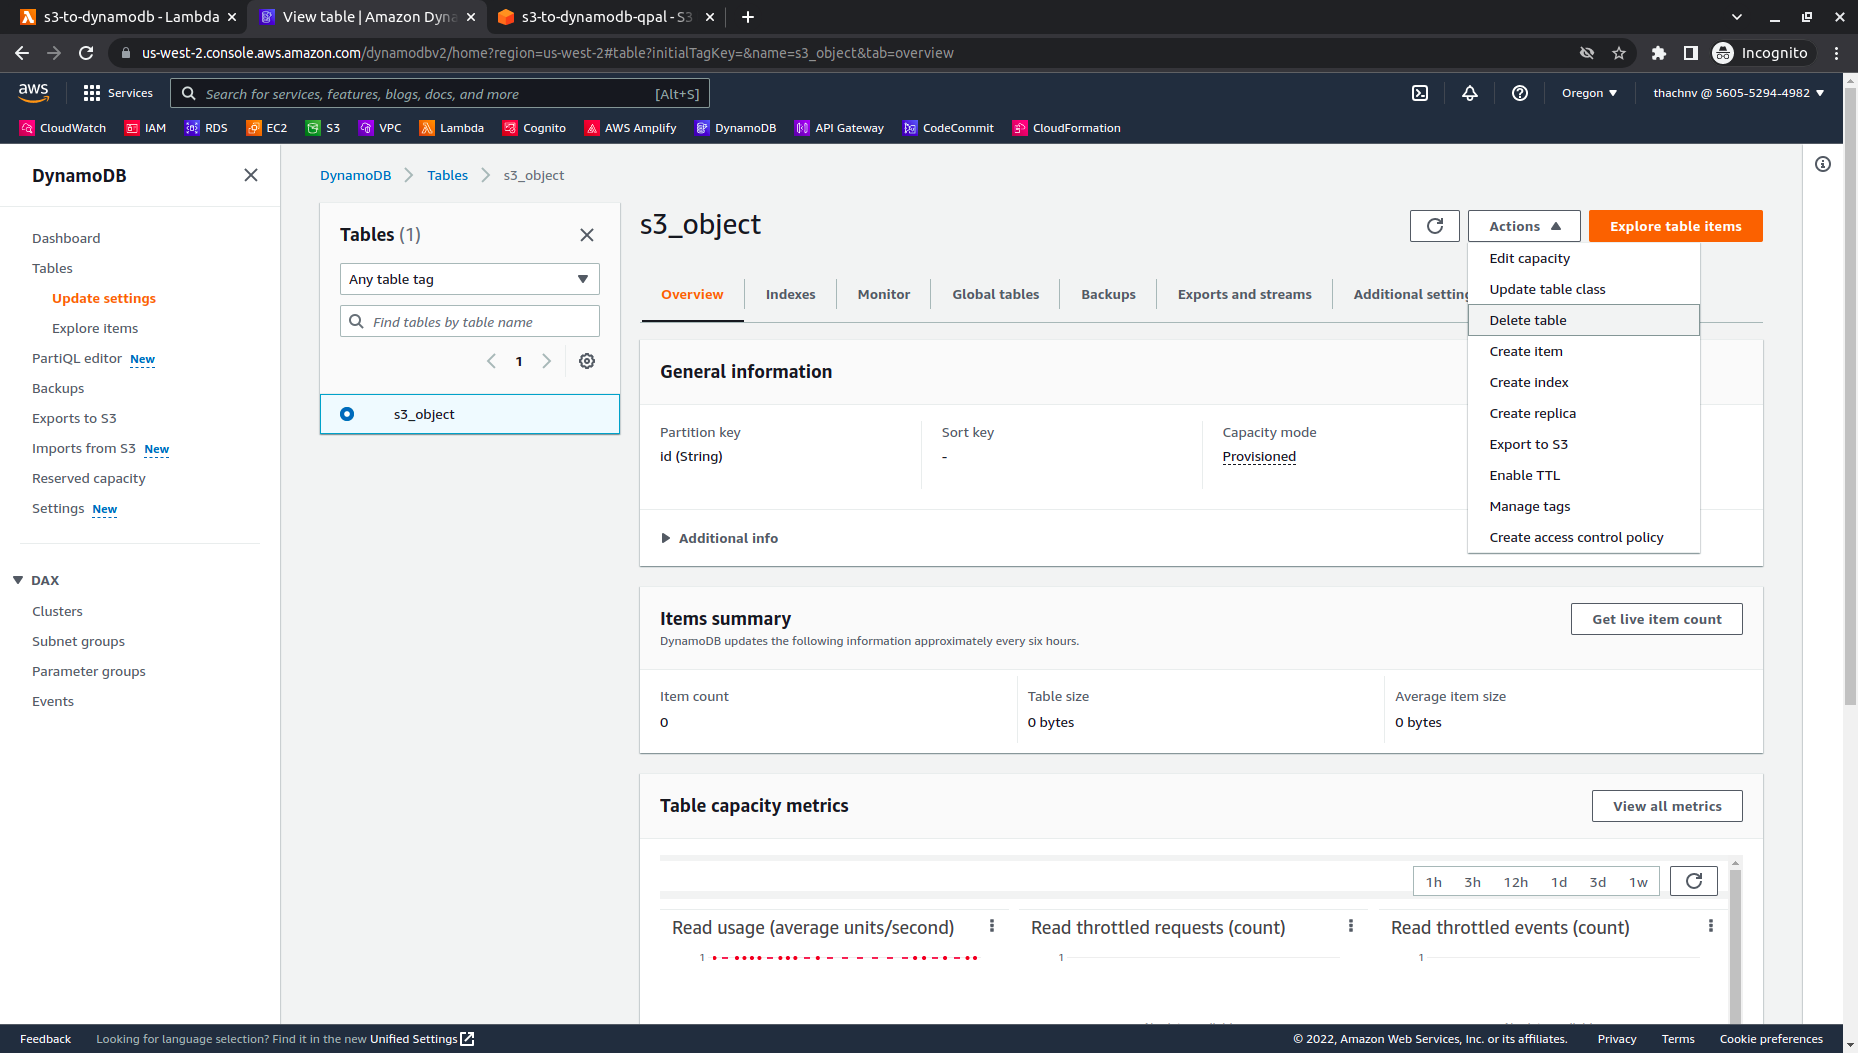 s3-to-dynamodb - Lambda
View table | Amazon Dyna
s3-to-dynamodb-qpal - S3
us-west-2.console.aws.amazon.com/dynamodbv2/home?region=us-west-2#table?initialTagKey=&name=s3_object&tab=overview
Incognito
aws
Services
Search for services, features, blogs, docs, and more
[Alt+S]
Oregon
thachnv @ 5605-5294-4982
CloudWatch
IAM
RDS
EC2
S3
VPC
Lambda
Cognito
AWS Amplify
DynamoDB
API Gateway
CodeCommit
CloudFormation
DynamoDB
Dashboard
Tables
Update settings
Explore items
PartiQL editor New
Backups
Exports to S3
Imports from S3 New
Reserved capacity
Settings New
DAX
Clusters
Subnet groups
Parameter groups
Events
DynamoDB
Tables
s3_object
Tables (1)
Any table tag
Find tables by table name
1
s3_object
s3_object
Actions
Explore table items
Edit capacity
Update table class
Delete table
Create item
Create index
Create replica
Export to S3
Enable TTL
Manage tags
Create access control policy
Overview
Indexes
Monitor
Global tables
Backups
Exports and streams
Additional setting
General information
Partition key
id (String)
Sort key
-
Capacity mode
Provisioned
Additional info
Items summary
DynamoDB updates the following information approximately every six hours.
Get live item count
Item count
0
Table size
0 bytes
Average item size
0 bytes
Table capacity metrics
View all metrics
1h
3h
12h
1d
3d
1w
Read usage (average units/second)
1
Read throttled requests (count)
1
Read throttled events (count)
1
Feedback
Looking for language selection? Find it in the new Unified Settings
© 2022, Amazon Web Services, Inc. or its affiliates.
Privacy
Terms
Cookie preferences